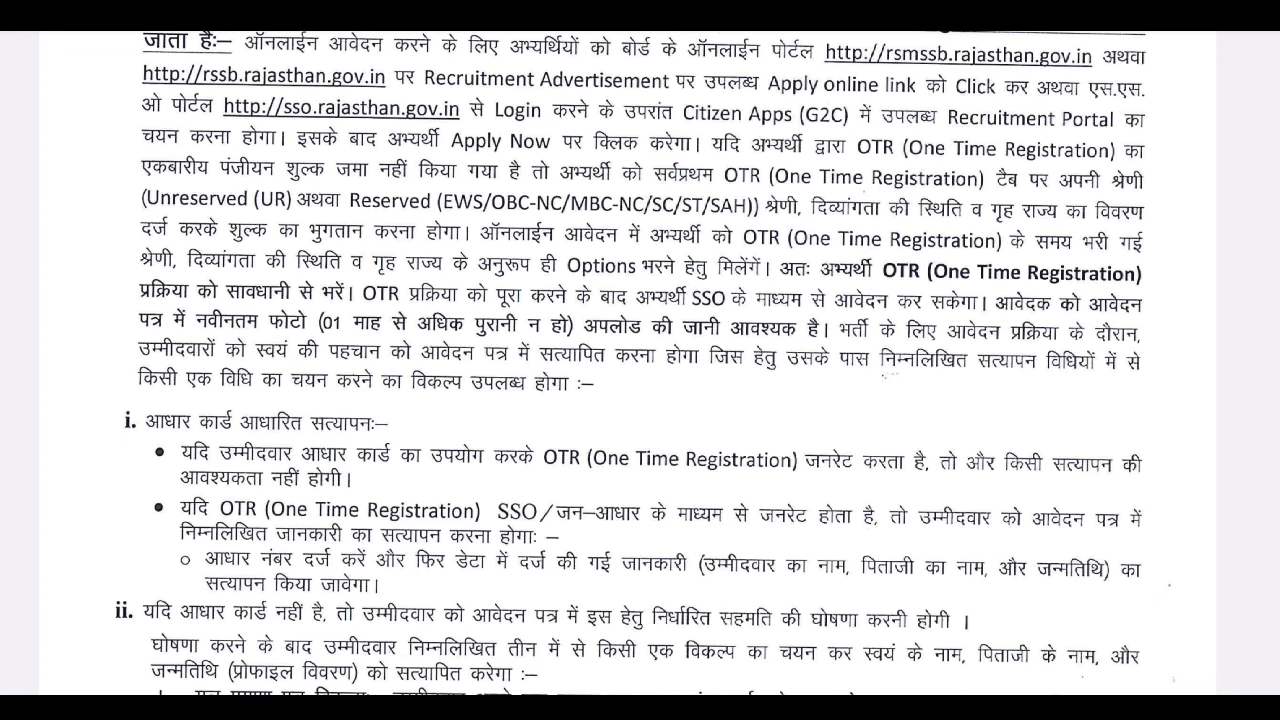 जाता हैः– ऑनलाईन आवेदन करने के लिए अभ्यर्थियों को बोर्ड के ऑनलाईन पोर्टल http://rsmssb.rajasthan.gov.in अथवा
http://rssb.rajasthan.gov.in पर Recruitment Advertisement पर उपलब्ध Apply online link को Click कर अथवा एस.एस.
ओ पोर्टल http://sso.rajasthan.gov.in से Login करने के उपरांत Citizen Apps (G2C) में उपलब्ध Recruitment Portal का
चयन करना होगा। इसके बाद अभ्यर्थी Apply Now पर क्लिक करेगा। यदि अभ्यर्थी द्वारा OTR (One Time Registration) का
एकबारीय पंजीयन शुल्क जमा नहीं किया गया है तो अभ्यर्थी को सर्वप्रथम OTR (One Time Registration) टैब पर अपनी श्रेणी
(Unreserved (UR) अथवा Reserved (EWS/OBC-NC/MBC-NC/SC/ST/SAH)) श्रेणी, दिव्यांगता की स्थिति व गृह राज्य का विवरण
दर्ज करके शुल्क का भुगतान करना होगा। ऑनलाईन आवेदन में अभ्यर्थी को OTR (One Time Registration) के समय भरी गई
श्रेणी, दिव्यांगता की स्थिति व गृह राज्य के अनुरूप ही Options भरने हेतु मिलेंगें। अतः अभ्यर्थी OTR (One Time Registration)
प्रक्रिया को सावधानी से भरें। OTR प्रक्रिया को पूरा करने के बाद अभ्यर्थी SSO के माध्यम से आवेदन कर सकेगा। आवेदक को आवेदन
पत्र में नवीनतम फोटो (01 माह से अधिक पुरानी न हो) अपलोड की जानी आवश्यक है। भर्ती के लिए आवेदन प्रक्रिया के दौरान,
उम्मीदवारों को स्वयं की पहचान को आवेदन पत्र में सत्यापित करना होगा जिस हेतु उसके पास निम्नलिखित सत्यापन विधियों में से
किसी एक विधि का चयन करने का विकल्प उपलब्ध होगा :–
i. आधार कार्ड आधारित सत्यापनः–
• यदि उम्मीदवार आधार कार्ड का उपयोग करके OTR (One Time Registration) जनरेट करता है, तो और किसी सत्यापन की
आवश्यकता नहीं होगी।
• यदि OTR (One Time Registration) SSO/जन–आधार के माध्यम से जनरेट होता है, तो उम्मीदवार को आवेदन पत्र में
निम्नलिखित जानकारी का सत्यापन करना होगाः –
o आधार नंबर दर्ज करें और फिर डेटा में दर्ज की गई जानकारी (उम्मीदवार का नाम, पिताजी का नाम, और जन्मतिथि) का
सत्यापन किया जावेगा।
ii. यदि आधार कार्ड नहीं है, तो उम्मीदवार को आवेदन पत्र में इस हेतु निर्धारित सहमति की घोषणा करनी होगी ।
घोषणा करने के बाद उम्मीदवार निम्नलिखित तीन में से किसी एक विकल्प का चयन कर स्वयं के नाम, पिताजी के नाम, और
जन्मतिथि (प्रोफाइल विवरण) को सत्यापित करेगा :–